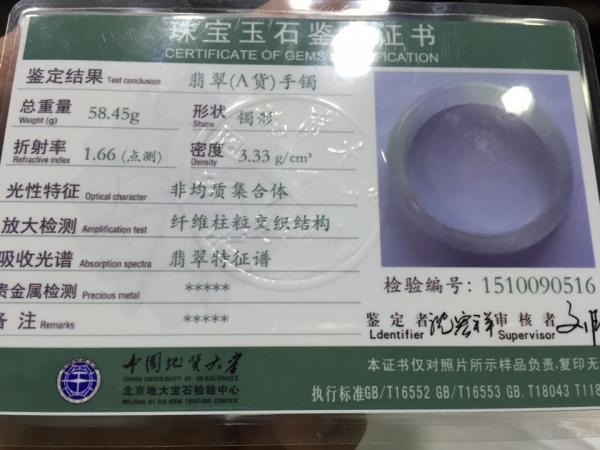 珠宝玉石鉴 证书
CERTIFICATE OF GEMS
鉴定结果 Test conclusion 翡翠(A货)手镯
总重量 Weight (g) 58.45g 形状 Shape 镯形
折射率 Refractive index 1.66 (点测) 密度 Density 3.33 g/cm³
光性特征 Optical character 非均质集合体
放大检测 Amplification test 纤维柱粒交织结构
吸收光谱 Absorption spectra 翡翠特征谱
贵金属检测 Precious metal *****
备 注 Remarks *****
检验编号: 1510090516
鉴 定 者 Ldentifier 审 核 者 Supervisor
中国地质大学
CHINA UNIVERSITY OF GEOSCIENCES
北京地大宝石检验中心
BEIJING DI DA GEM TESTING CENTER
本证书仅对照片所示样品负责,复印无
执行标准GB/T16552 GB/T16553 GB. T18043 T118